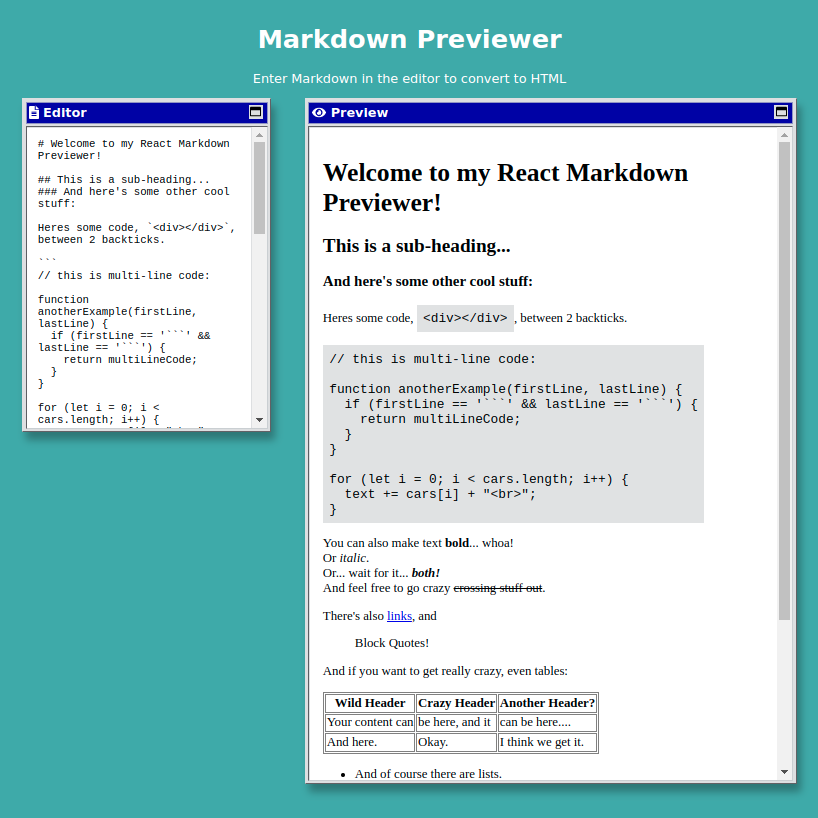 Markdown Previewer
Enter Markdown in the editor to convert to HTML
Editor
# Welcome to my React Markdown
Previewer!
## This is a sub-heading...
### And here's some other cool
stuff:
Heres some code, `<div></div>`,
between 2 backticks.
```
// this is multi-line code:
function
anotherExample(firstLine,
lastLine) {
  if (firstLine == '```' &&
lastLine == '```') {
    return multiLineCode;
  }
}
for (let i = 0; i <
cars.length; i++) {
Preview
Welcome to my React Markdown
Previewer!
This is a sub-heading...
And here's some other cool stuff:
Heres some code, <div></div>, between 2 backticks.
// this is multi-line code:
function anotherExample(firstLine, lastLine) {
  if (firstLine == '```' && lastLine == '```') {
    return multiLineCode;
  }
}
for (let i = 0; i < cars.length; i++) {
  text += cars[i] + "<br>";
}
You can also make text bold... whoa!
Or italic.
Or... wait for it... both!
And feel free to go crazy crossing stuff out.
There's also links, and
Block Quotes!
And if you want to get really crazy, even tables:
Wild Header Crazy Header Another Header?
Your content can be here, and it can be here....
And here. Okay. I think we get it.
• And of course there are lists.